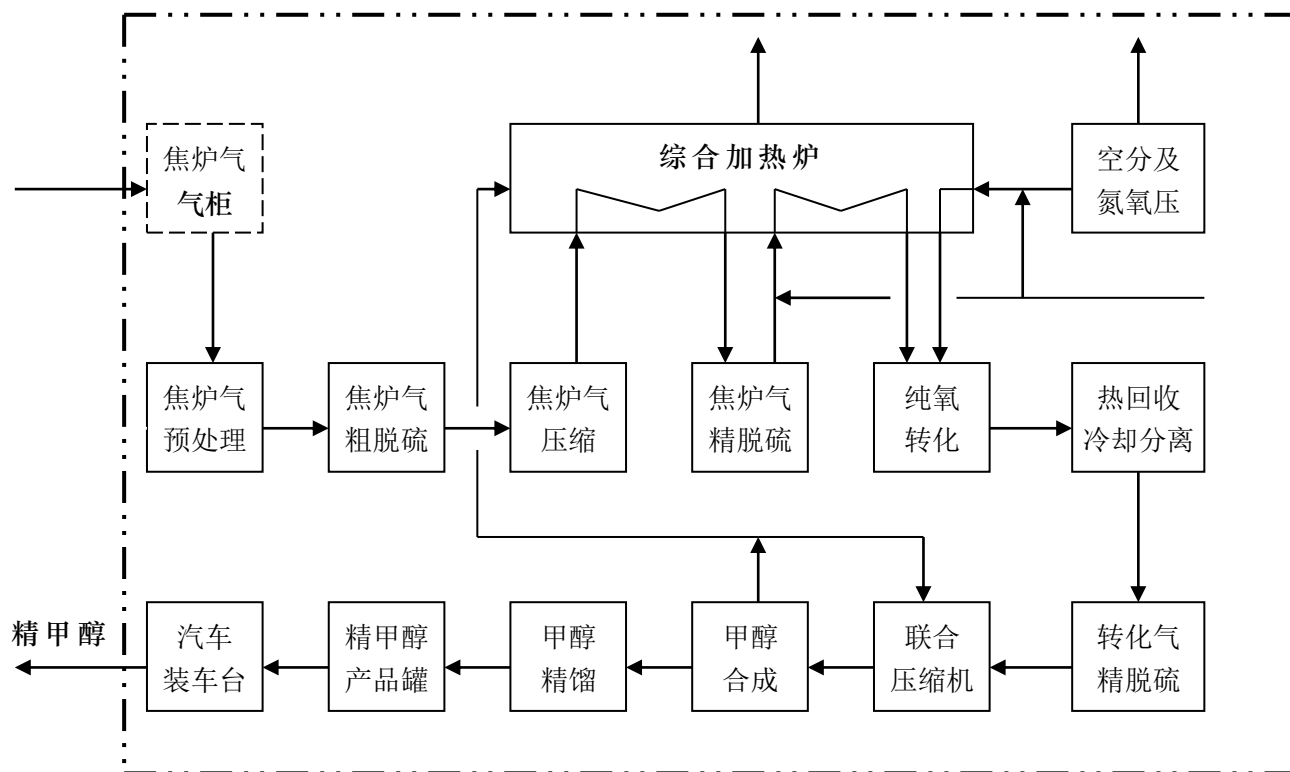 焦炉气
气柜
综合加热炉
空分及
氮氧压
焦炉气
预处理
焦炉气
粗脱硫
焦炉气
压缩
焦炉气
精脱硫
纯氧
转化
热回收
冷却分离
精甲醇
汽车
装车台
精甲醇
产品罐
甲醇
精馏
甲醇
合成
联合
压缩机
转化气
精脱硫